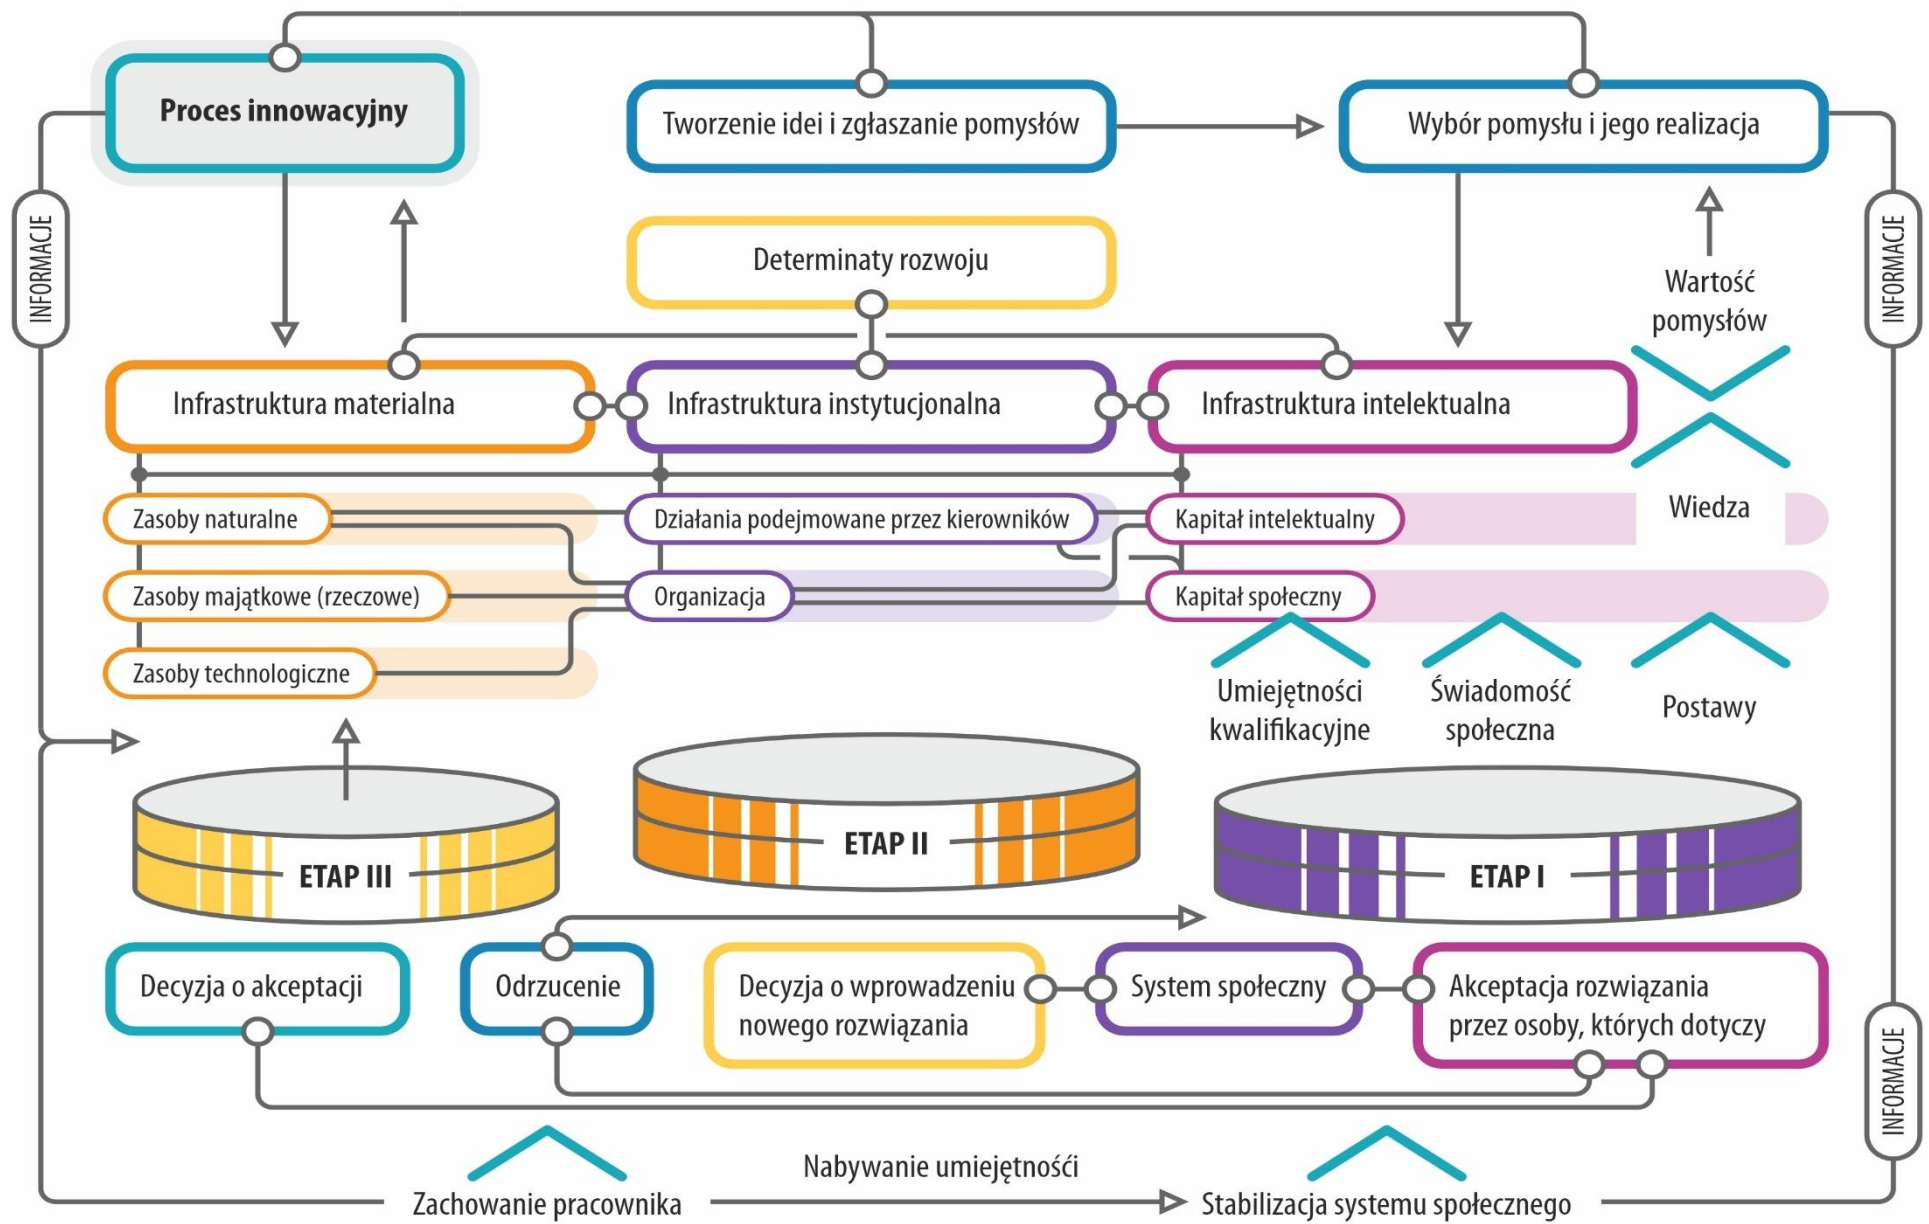 Proces innowacyjny
Tworzenie idei i zgłaszanie pomysłów
Wybór pomysłu i jego realizacja
INFORMACJE
INFORMACJE
Determinaty rozwoju
Wartość
pomysłów
Infrastruktura materialna
Infrastruktura instytucjonalna
Infrastruktura intelektualna
Zasoby naturalne
Działania podejmowane przez kierowników
Kapitał intelektualny
Wiedza
Zasoby majątkowe (rzeczowe)
Organizacja
Kapitał społeczny
Zasoby technologiczne
Umiejętności
kwalifikacyjne
Świadomość
społeczna
Postawy
ETAP III
ETAP II
ETAP I
Decyzja o akceptacji
Odrzucenie
Decyzja o wprowadzeniu
nowego rozwiązania
System społeczny
Akceptacja rozwiązania
przez osoby, których dotyczy
INFORMACJE
Zachowanie pracownika
Nabywanie umiejętnośći
Stabilizacja systemu społecznego